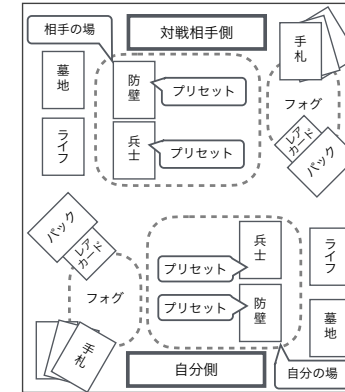 相手の場
対戦相手側
手札
墓地
防壁
プリセット
フォグ
レア
カード
パック
ライフ
兵士
プリセット
パック
レア
カード
フォグ
手札
プリセット
兵士
ライフ
プリセット
防壁
墓地
自分側
自分の場